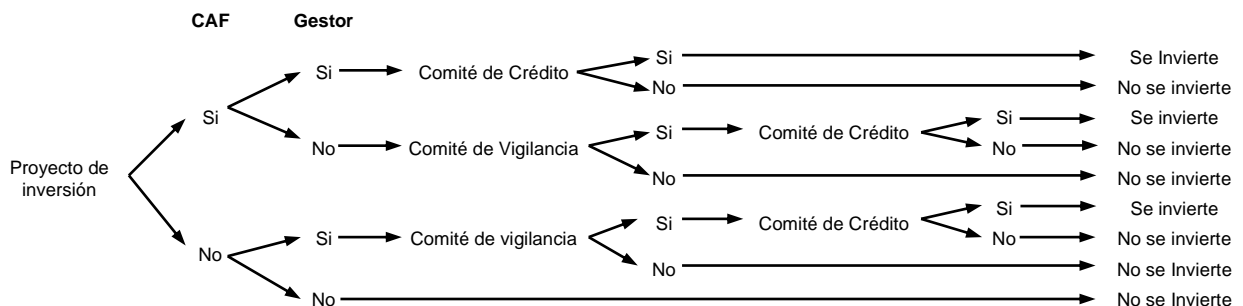 CAF Gestor
Si Se Invierte
Si Comité de Crédito
No No se invierte
Si Si Si Se invierte
No Comité de Vigilancia Comité de Crédito No No se invierte
Proyecto de
inversión
No No se invierte
Si Si Se invierte
Si Comité de vigilancia Comité de Crédito No No se invierte
No No No se Invierte
No No se Invierte